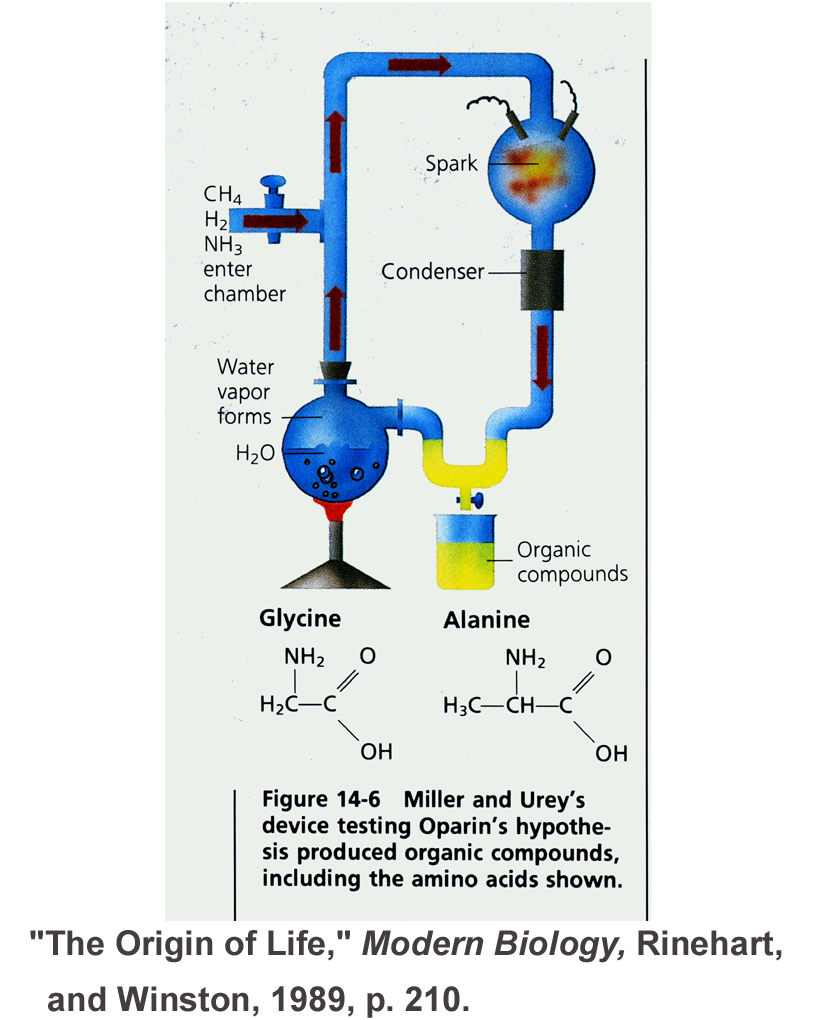 Spark
CH4
H2
NH3
enter
chamber
Condenser
Water
vapor
forms
H2O
Organic
compounds
Glycine
Alanine
NH2 O
H2C—C
OH
NH2 O
H3C—CH—C
OH
Figure 14-6 Miller and Urey's
device testing Oparin's hypothe-
sis produced organic compounds,
including the amino acids shown.
"The Origin of Life," Modern Biology, Rinehart,
and Winston, 1989, p. 210.